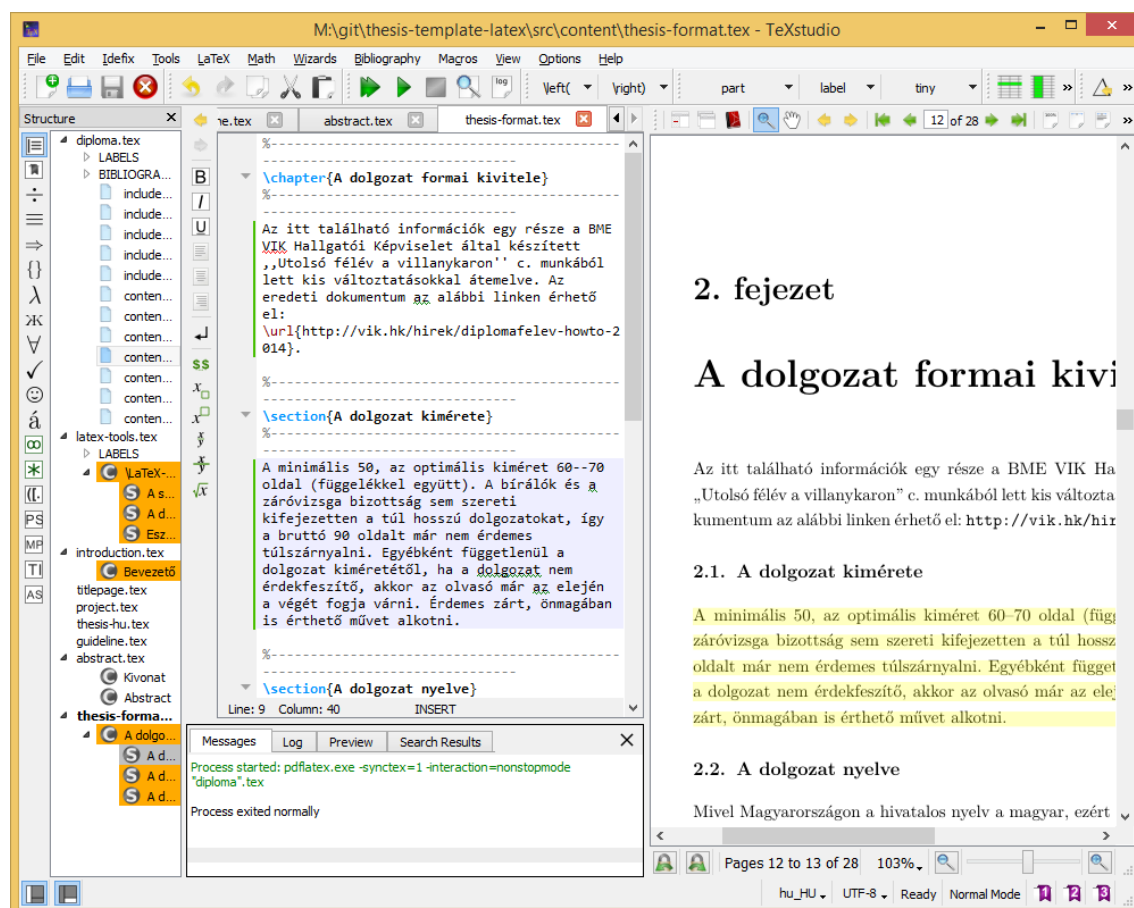 M:\git\thesis-template-latex\src\content\thesis-format.tex - TeXstudio
File Edit Idefix Tools LaTeX Math Wizards Bibliography Macros View Options Help
log \left( \right) part label tiny
Structure
ne.tex abstract.tex thesis-format.tex
12 of 28
diploma.tex
LABELS
BIBLIOGRA...
include...
include...
include...
include...
include...
conten...
conten...
conten...
conten...
conten...
conten...
conten...
latex-tools.tex
LABELS
\LaTeX-...
A s...
A d...
Esz...
introduction.tex
Bevezető
titlepage.tex
project.tex
thesis-hu.tex
guideline.tex
abstract.tex
Kivonat
Abstract
thesis-forma...
A dolgo...
A d...
A d...
A d...
PS
MP
TI
AS
B
I
U
$$
%------------------------------------------
------------------------------
\chapter{A dolgozat formai kivitele}
%------------------------------------------
------------------------------
Az itt található információk egy része a BME
VIK Hallgatói Képviselet által készített
,,Utolsó félév a villanykaron'' c. munkából
lett kis változtatásokkal átemelve. Az
eredeti dokumentum az alábbi linken érhető
el:
\url{http://vik.hk/hirek/diplomafelev-howto-2
014}.
%------------------------------------------
------------------------------
\section{A dolgozat kimérete}
%------------------------------------------
------------------------------
A minimális 50, az optimális kiméret 60--70
oldal (függelékkel együtt). A bírálók és a
záróvizsga bizottság sem szereti
kifejezetten a túl hosszú dolgozatokat, így
a bruttó 90 oldalt már nem érdemes
túlszárnyalni. Egyébként függetlenül a
dolgozat kiméretétől, ha a dolgozat nem
érdekfeszítő, akkor az olvasó már az elején
a végét fogja várni. Érdemes zárt, önmagában
is érthető művet alkotni.
%------------------------------------------
------------------------------
\section{A dolgozat nyelve}
Line: 9 Column: 40 INSERT
Messages Log Preview Search Results
Process started: pdflatex.exe -synctex=1 -interaction=nonstopmode
"diploma".tex
Process exited normally
2. fejezet
A dolgozat formai kivi
Az itt található információk egy része a BME VIK Ha
„Utolsó félév a villanykaron” c. munkából lett kis változta
kumentum az alábbi linken érhető el: http://vik.hk/hir
2.1. A dolgozat kimérete
A minimális 50, az optimális kiméret 60–70 oldal (függ
záróvizsga bizottság sem szereti kifejezetten a túl hossz
oldalt már nem érdemes túlszárnyalni. Egyébként függet
a dolgozat nem érdekfeszítő, akkor az olvasó már az elej
zárt, önmagában is érthető művet alkotni.
2.2. A dolgozat nyelve
Mivel Magyarországon a hivatalos nyelv a magyar, ezért
Pages 12 to 13 of 28 103%
hu_HU UTF-8 Ready Normal Mode 1 2 3